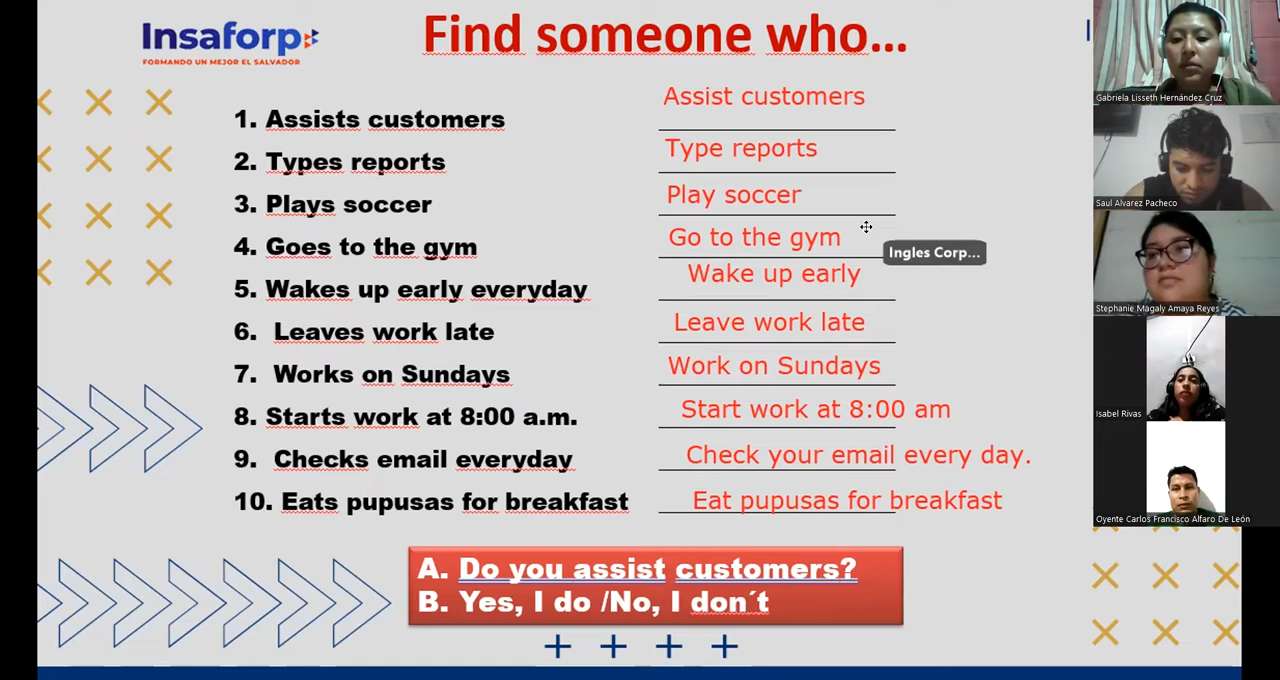 Insaforp
FORMANDO UN MEJOR EL SALVADOR
Find someone who...
1. Assists customers
Assist customers
2. Types reports
Type reports
3. Plays soccer
Play soccer
4. Goes to the gym
Go to the gym
Ingles Corp...
5. Wakes up early everyday
Wake up early
6. Leaves work late
Leave work late
7. Works on Sundays
Work on Sundays
8. Starts work at 8:00 a.m.
Start work at 8:00 am
9. Checks email everyday
Check your email every day.
10. Eats pupusas for breakfast
Eat pupusas for breakfast
A. Do you assist customers?
B. Yes, I do /No, I don´t
Gabriela Lisseth Hernández Cruz
Saul Alvarez Pacheco
Stephanie Magaly Amaya Reyes
Isabel Rivas
Oyente Carlos Francisco Alfaro De León